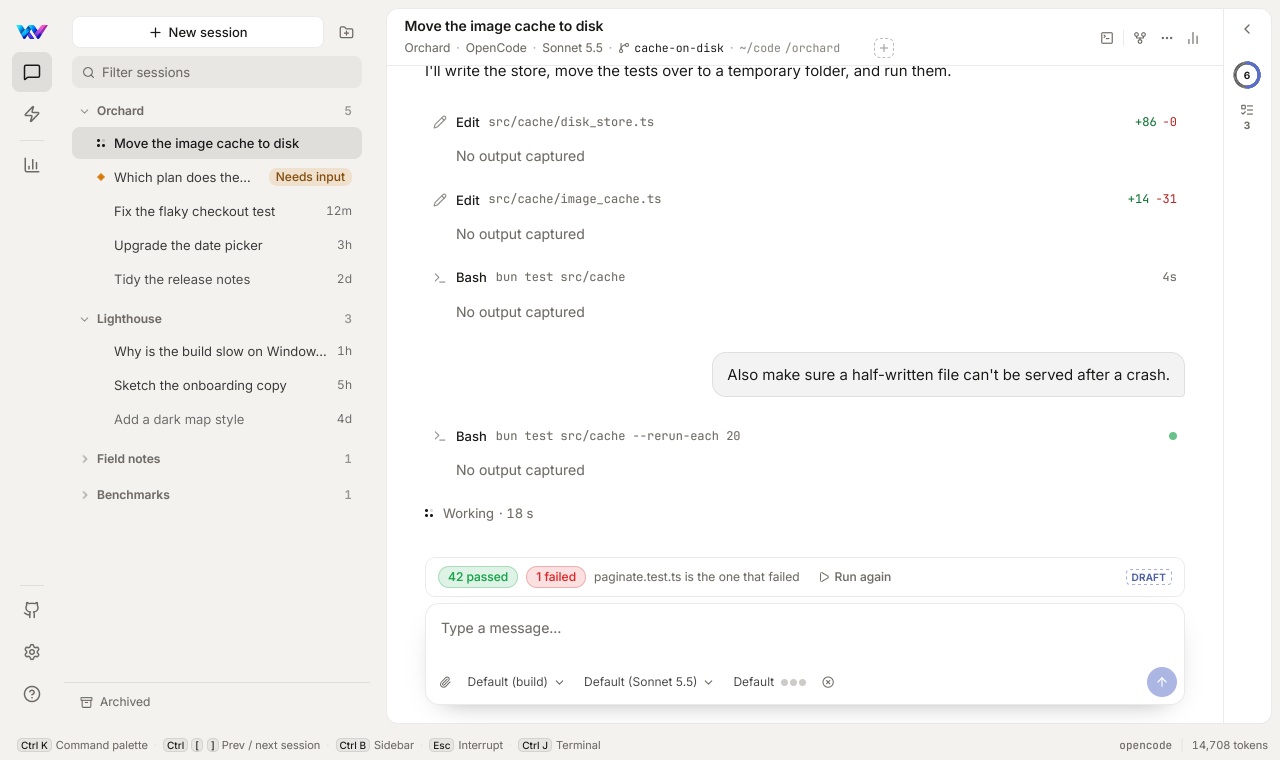 New session
Filter sessions
Orchard 5
Move the image cache to disk
Which plan does the... Needs input
Fix the flaky checkout test 12m
Upgrade the date picker 3h
Tidy the release notes 2d
Lighthouse 3
Why is the build slow on Window... 1h
Sketch the onboarding copy 5h
Add a dark map style 4d
Field notes 1
Benchmarks 1
Archived
Move the image cache to disk
Orchard · OpenCode · Sonnet 5.5 · cache-on-disk · ~/code/orchard
I'll write the store, move the tests over to a temporary folder, and run them.
Edit src/cache/disk_store.ts +86 -0
No output captured
Edit src/cache/image_cache.ts +14 -31
No output captured
Bash bun test src/cache 4s
No output captured
Also make sure a half-written file can't be served after a crash.
Bash bun test src/cache --rerun-each 20
No output captured
Working · 18 s
42 passed 1 failed paginate.test.ts is the one that failed Run again DRAFT
Type a message...
Default (build) Default (Sonnet 5.5) Default
6
3
Ctrl K Command palette Ctrl [ ] Prev / next session Ctrl B Sidebar Esc Interrupt Ctrl J Terminal
opencode 14,708 tokens